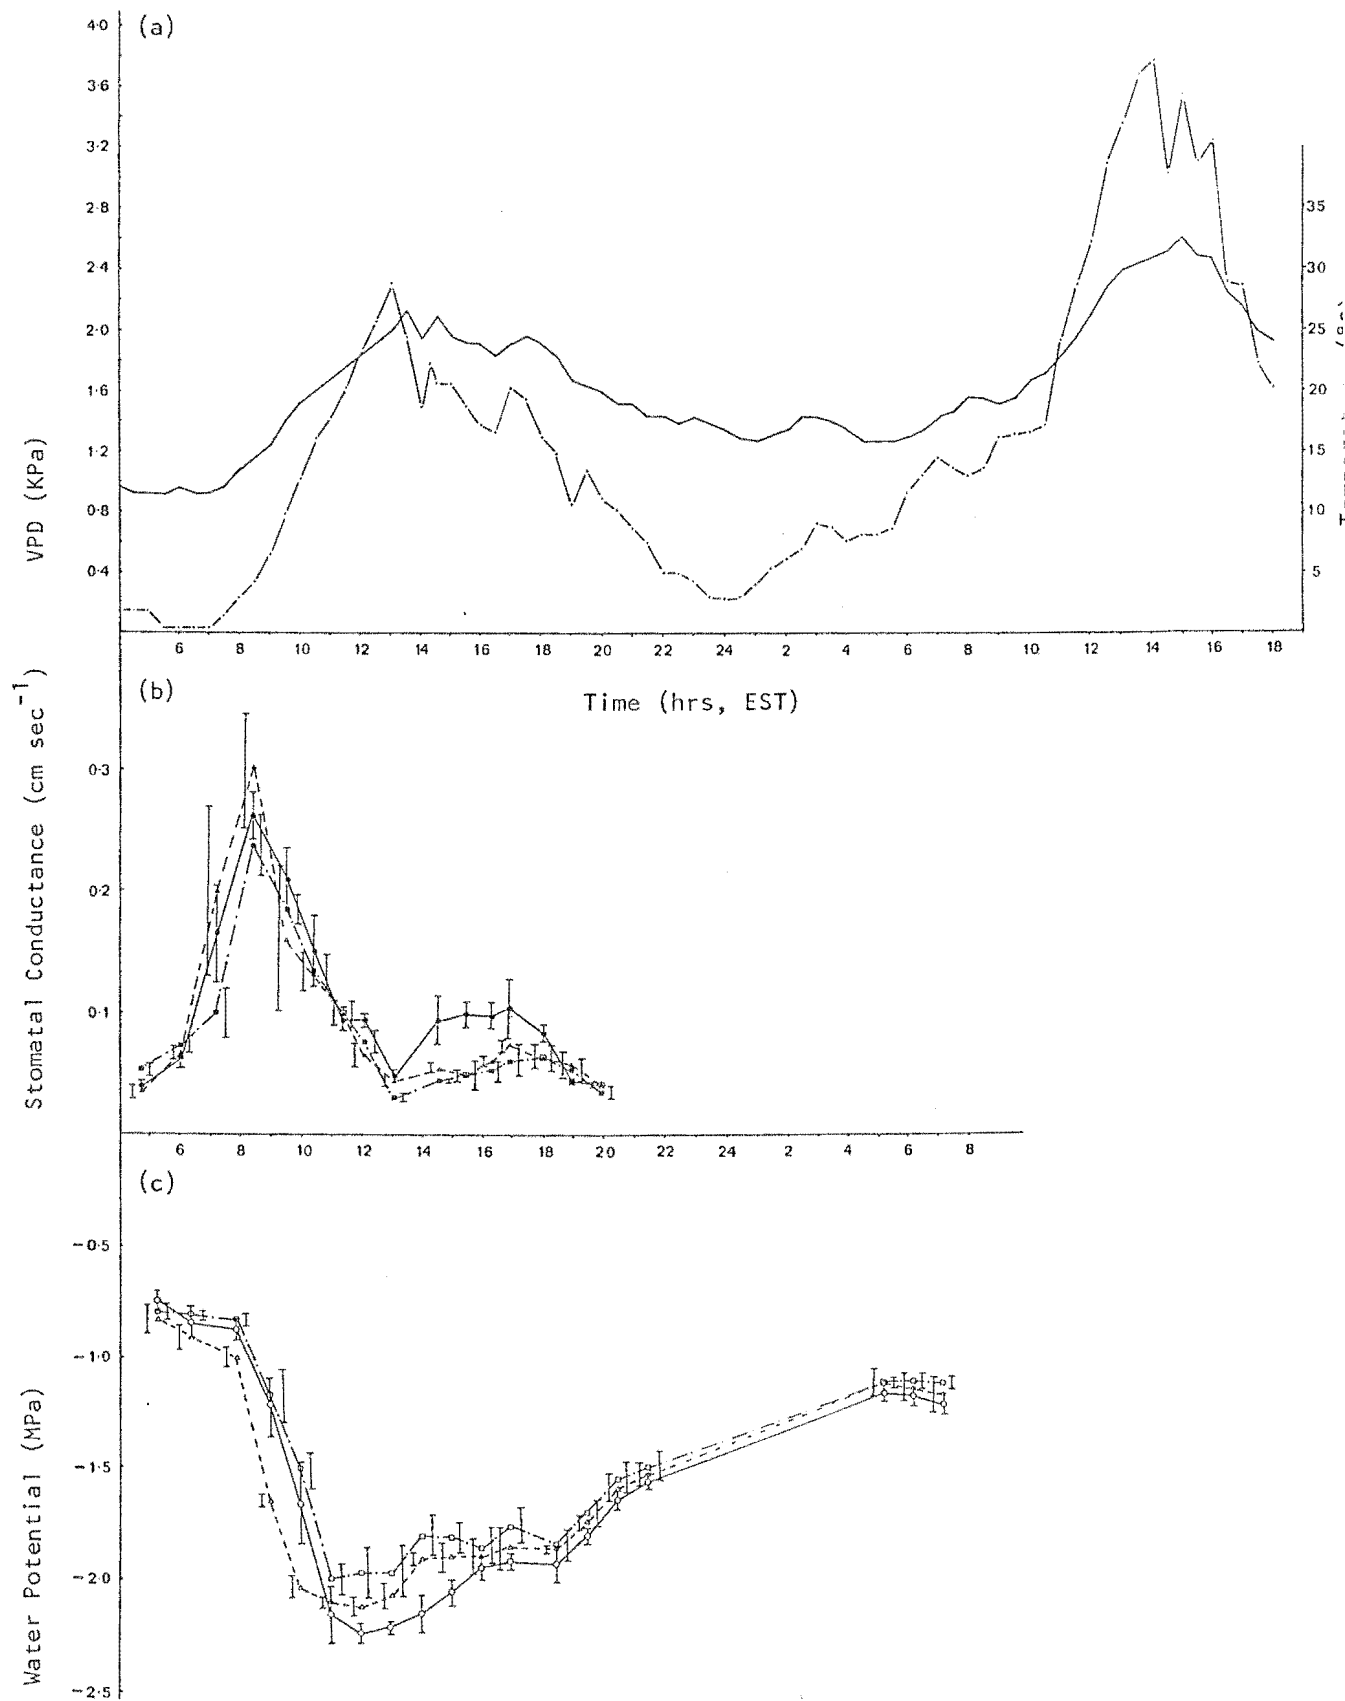 (a)
4·0
3·6
3·2
2·8
2·4
2·0
1·6
1·2
0·8
0·4
VPD (KPa)
35
30
25
20
15
10
5
6 8 10 12 14 16 18 20 22 24 2 4 6 8 10 12 14 16 18
Time (hrs, EST)
(b)
0·3
0·2
0·1
Stomatal Conductance (cm sec⁻¹)
6 8 10 12 14 16 18 20 22 24 2 4 6 8
(c)
−0·5
−1·0
−1·5
−2·0
−2·5
Water Potential (MPa)